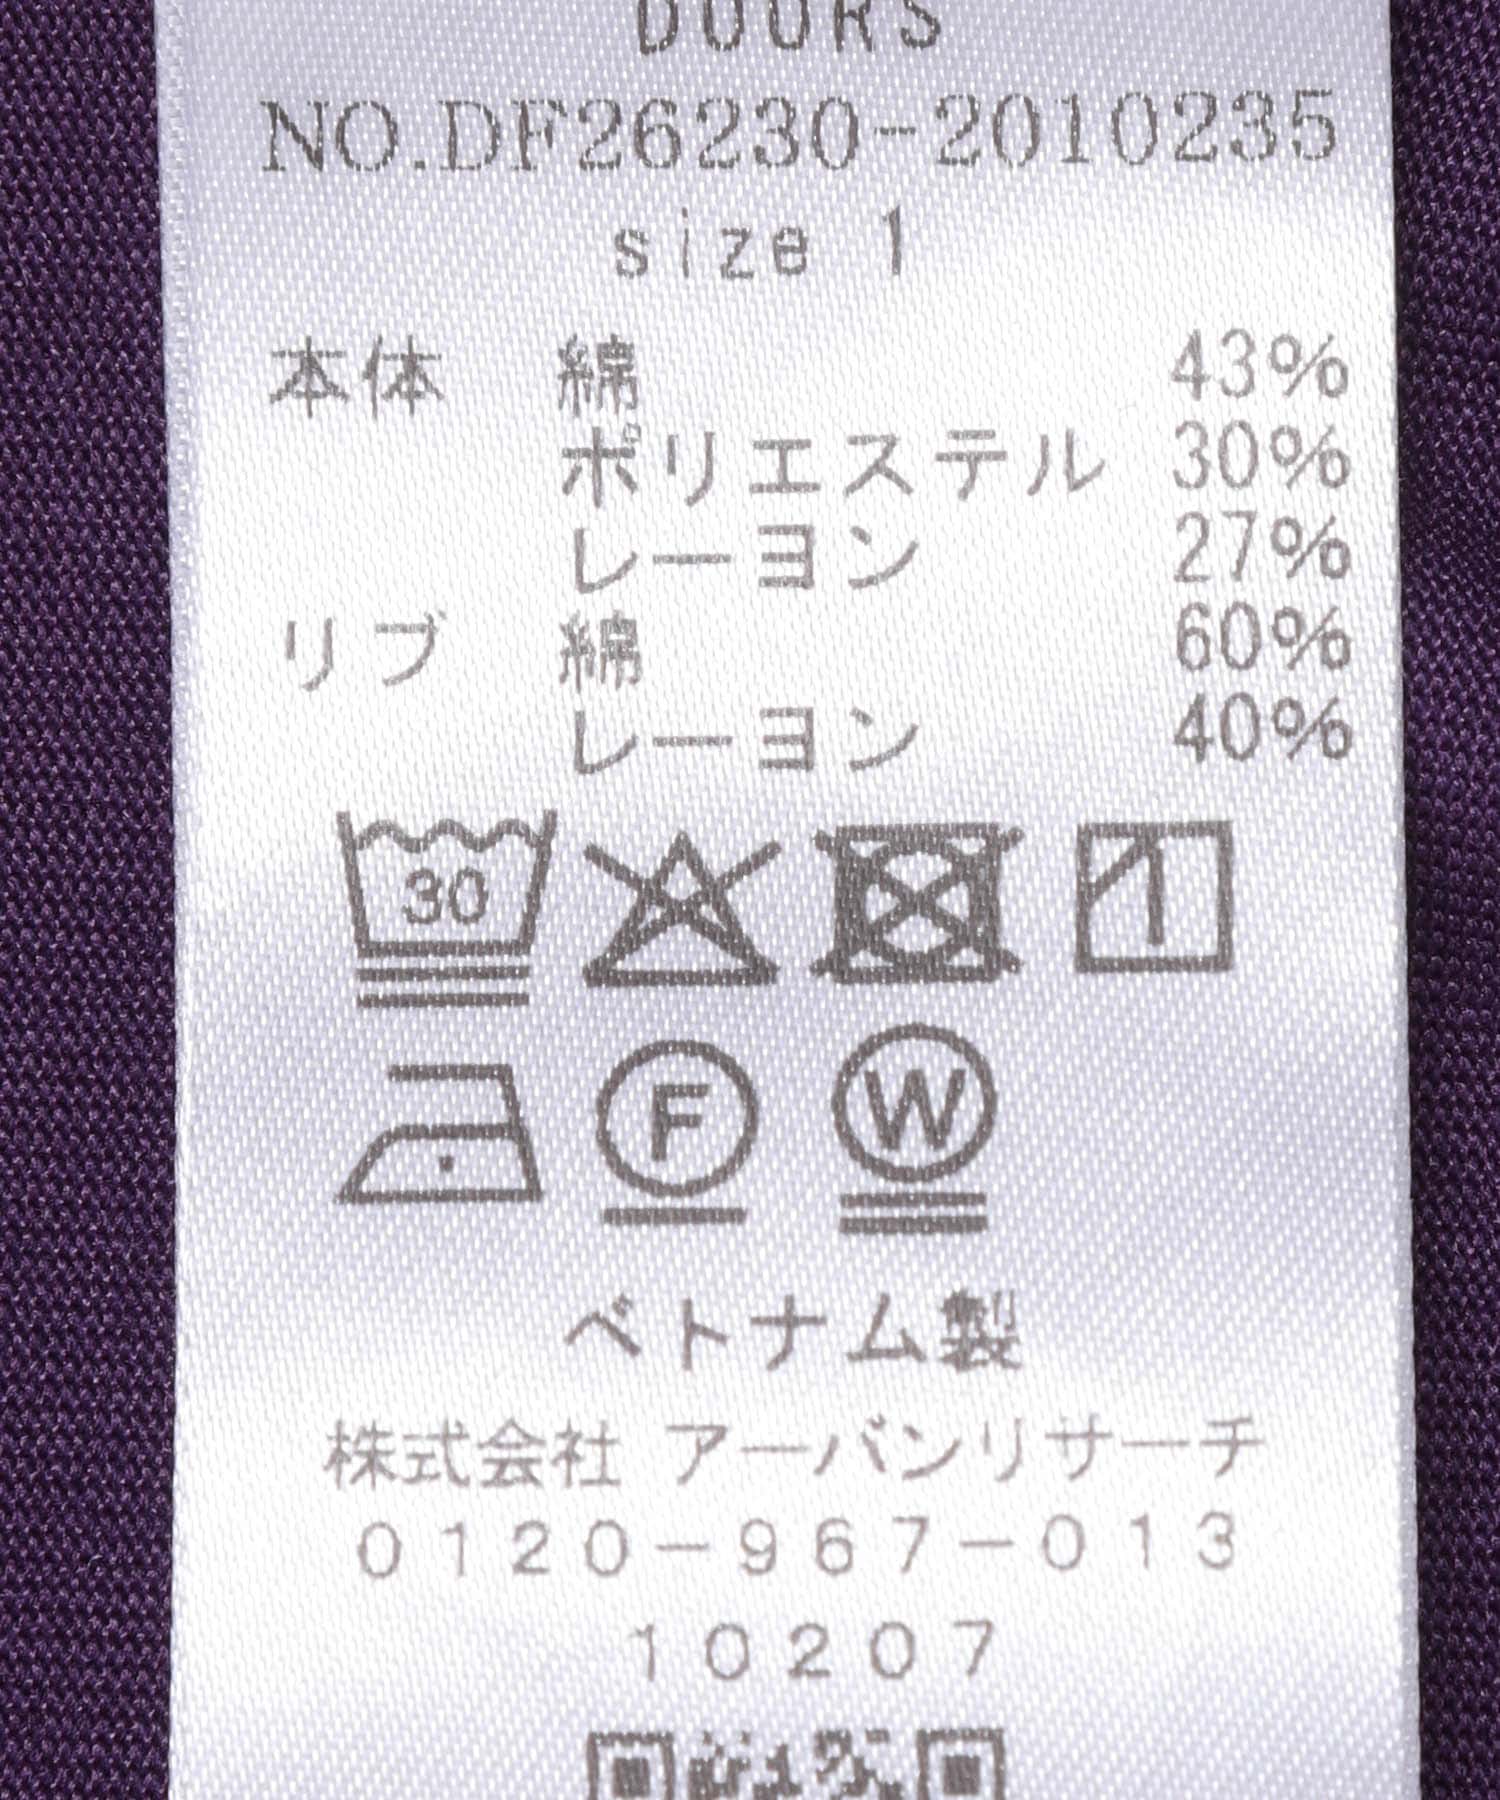 DOORS
NO.DF26230-2010235
size 1
本体 綿 43%
ポリエステル 30%
レーヨン 27%
リブ 綿 60%
レーヨン 40%
30
F W
ベトナム製
株式会社 アーバンリサーチ
0120-967-013
10207